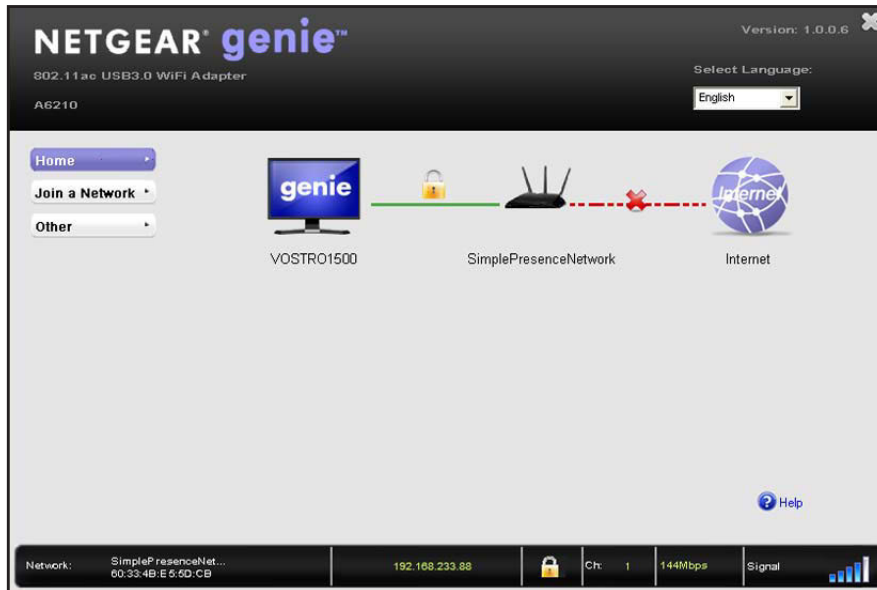 NETGEAR® genie™
Version: 1.0.0.6
802.11ac USB3.0 WiFi Adapter
Select Language:
A6210
English
Home
Join a Network
Other
genie
Internet
VOSTRO1500
SimplePresenceNetwork
Internet
Help
Network:
SimplePresenceNet...
60:33:4B:E5:5D:CB
192.168.233.88
Ch: 1
144Mbps
Signal